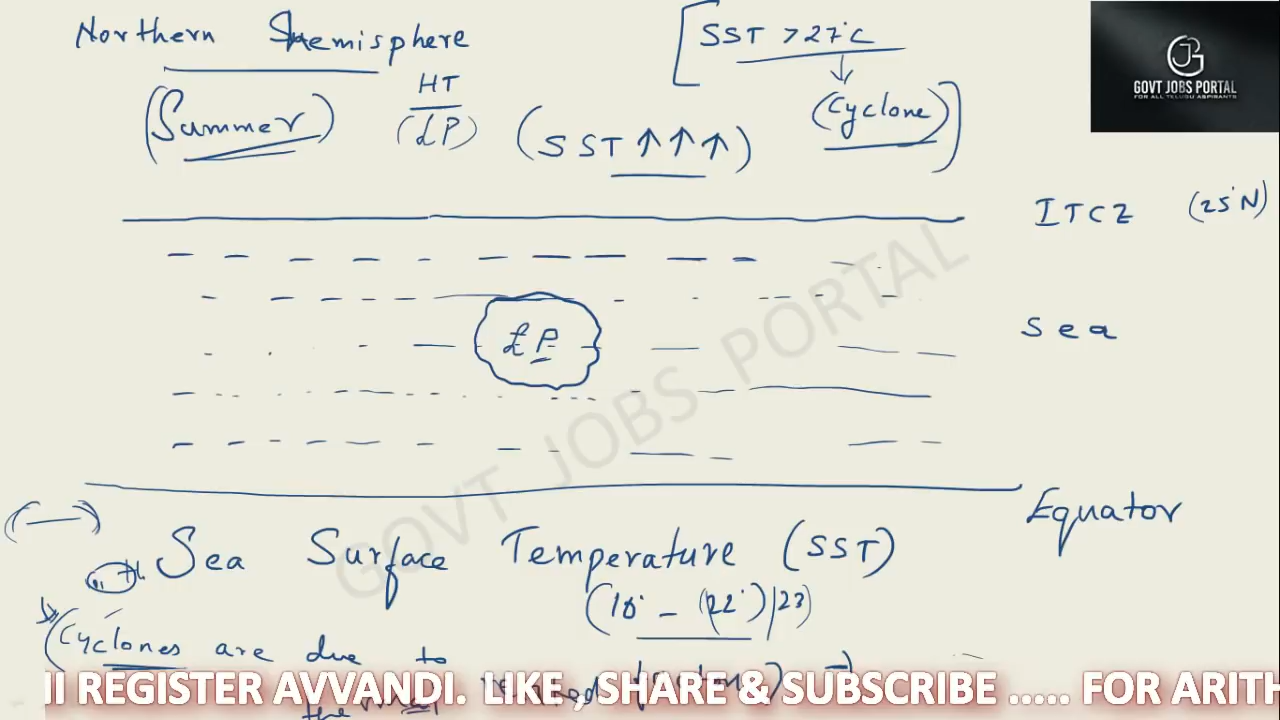 Northern Hemisphere
SST > 27°C
HT
(Summer)
(LP)
(SST ↑↑↑)
(Cyclone)
GOVT JOBS PORTAL
FOR ALL TELUGU ASPIRANTS
ITCZ (25°N)
LP
Sea
GOVT JOBS PORTAL
Equator
Sea Surface Temperature (SST)
(18° - (22°)/23)
(Cyclones are due to
the
II REGISTER AVVANDI. LIKE, SHARE & SUBSCRIBE ..... FOR ARITH